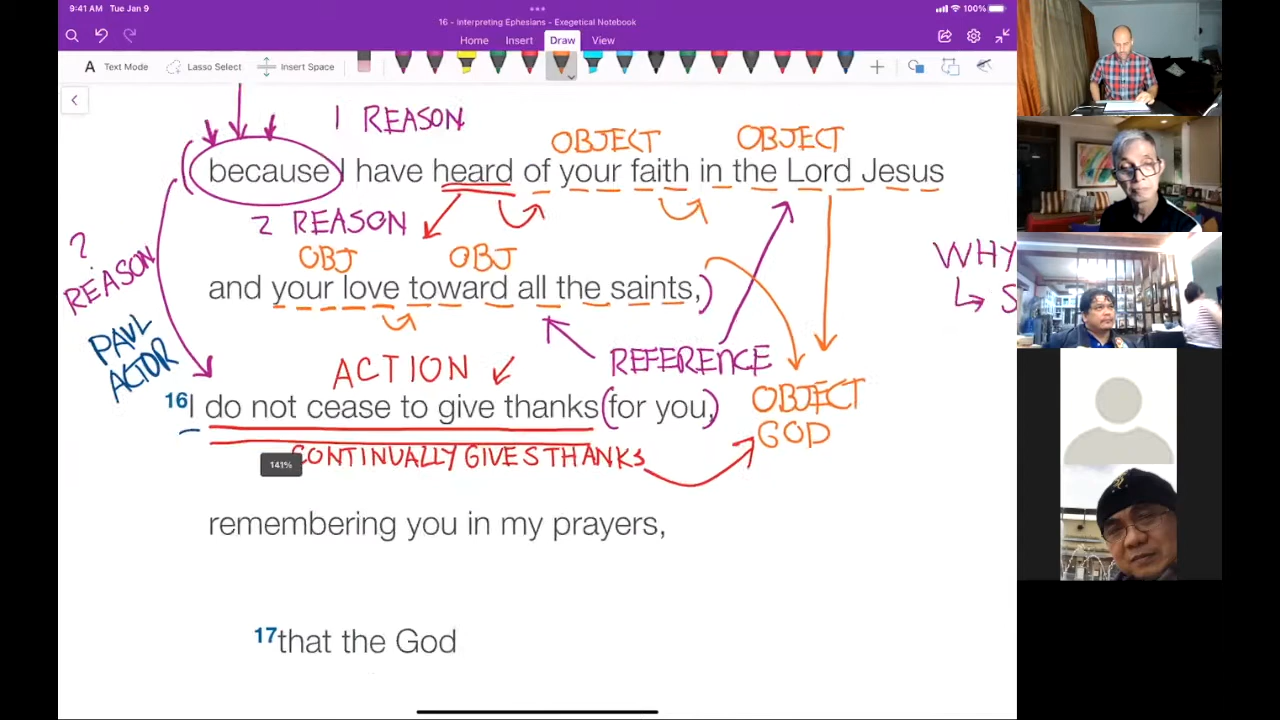 9:41 AM Tue Jan 9
100%
16 - Interpreting Ephesians - Exegetical Notebook
Home Insert Draw View
A Text Mode Lasso Select Insert Space
1 REASON
OBJECT OBJECT
because I have heard of your faith in the Lord Jesus
2 REASON
? REASON
OBJ OBJ
WHY
and your love toward all the saints,)
↳ S
PAUL
ACTOR
ACTION
REFERENCE
16 I do not cease to give thanks (for you,)
OBJECT
GOD
141%
CONTINUALLY GIVES THANKS
remembering you in my prayers,
17 that the God